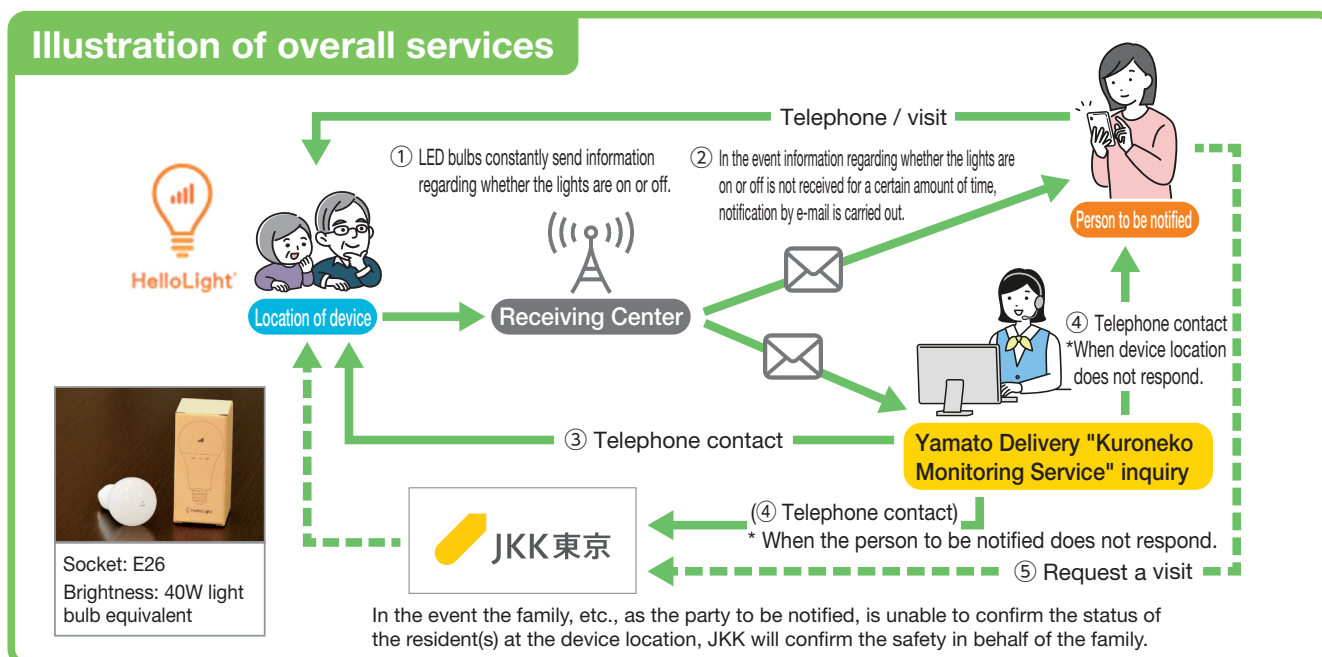 Illustration of overall services
Telephone / visit
① LED bulbs constantly send information
regarding whether the lights are on or off.
② In the event information regarding whether the lights are
on or off is not received for a certain amount of time,
notification by e-mail is carried out.
HelloLight
Person to be notified
Location of device
Receiving Center
④ Telephone contact
*When device location
does not respond.
③ Telephone contact
Yamato Delivery "Kuroneko
Monitoring Service" inquiry
HelloLight
Socket: E26
Brightness: 40W light
bulb equivalent
JKK東京
(④ Telephone contact)
* When the person to be notified does not respond.
⑤ Request a visit
In the event the family, etc., as the party to be notified, is unable to confirm the status of
the resident(s) at the device location, JKK will confirm the safety in behalf of the family.